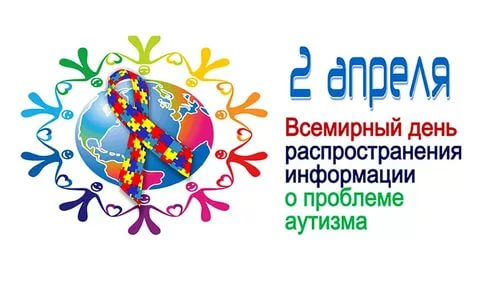 2 апреля
Всемирный день
распространения
информации
о проблеме
аутизма